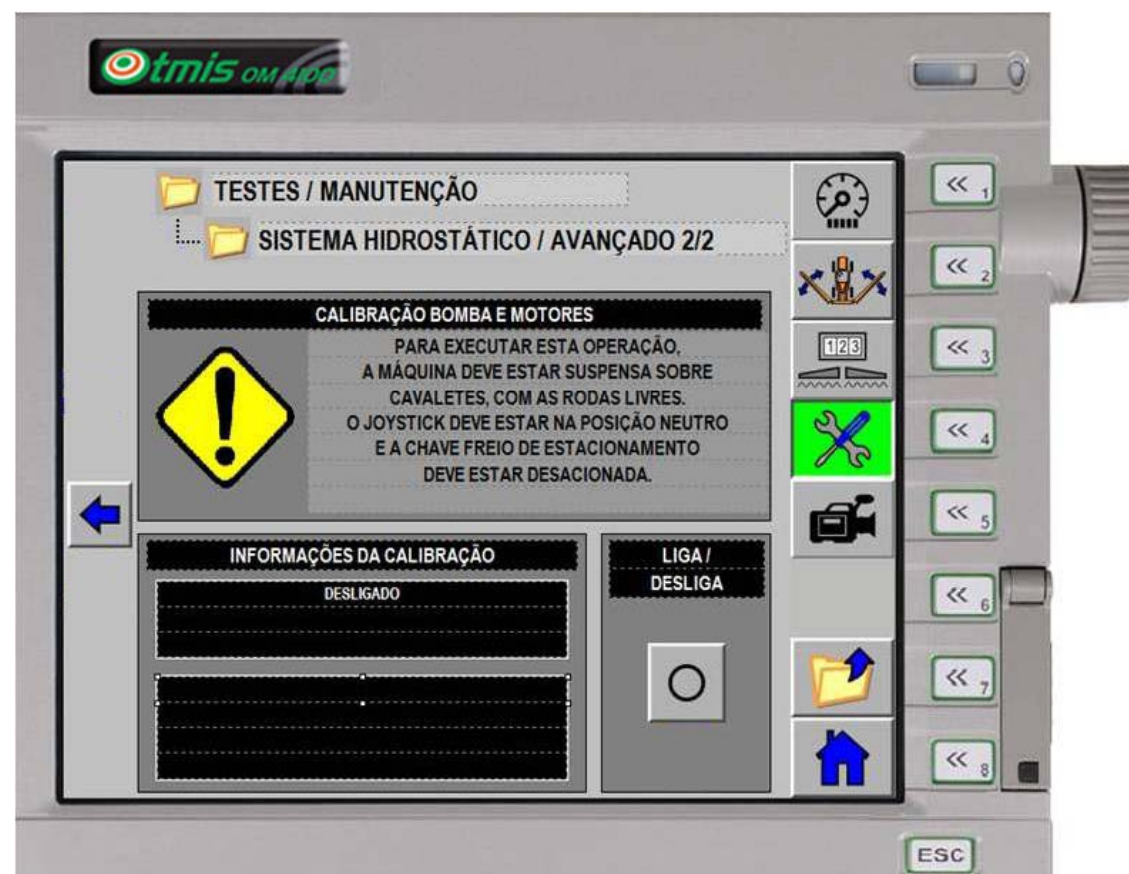 Otmis OM 4100
TESTES / MANUTENÇÃO
SISTEMA HIDROSTÁTICO / AVANÇADO 2/2
CALIBRAÇÃO BOMBA E MOTORES
PARA EXECUTAR ESTA OPERAÇÃO,
A MÁQUINA DEVE ESTAR SUSPENSA SOBRE
CAVALETES, COM AS RODAS LIVRES.
O JOYSTICK DEVE ESTAR NA POSIÇÃO NEUTRO
E A CHAVE FREIO DE ESTACIONAMENTO
DEVE ESTAR DESACIONADA.
INFORMAÇÕES DA CALIBRAÇÃO
DESLIGADO
LIGA /
DESLIGA
123
<< 1
<< 2
<< 3
<< 4
<< 5
<< 6
<< 7
<< 8
ESC